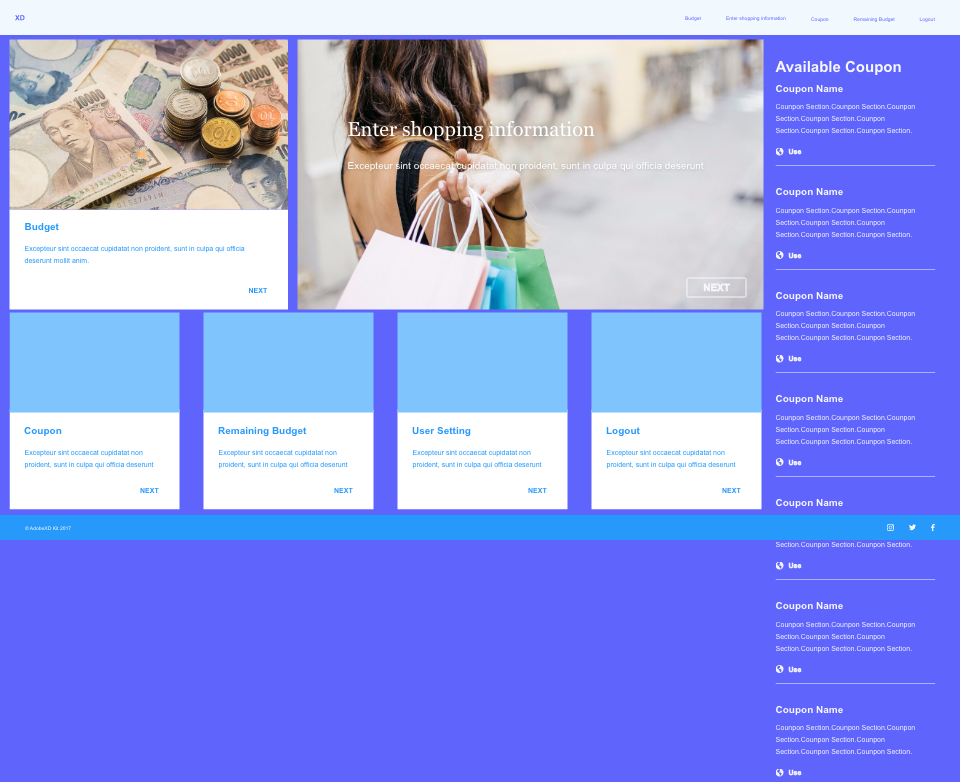 XD
Budget
Enter shopping information
Coupon
Remaining Budget
Logout
Budget
Excepteur sint occaecat cupidatat non proident, sunt in culpa qui officia
deserunt mollit anim.
NEXT
Enter shopping information
Excepteur sint occaecat cupidatat non proident, sunt in culpa qui officia deserunt
NEXT
Coupon
Excepteur sint occaecat cupidatat non
proident, sunt in culpa qui officia deserunt
NEXT
Remaining Budget
Excepteur sint occaecat cupidatat non
proident, sunt in culpa qui officia deserunt
NEXT
User Setting
Excepteur sint occaecat cupidatat non
proident, sunt in culpa qui officia deserunt
NEXT
Logout
Excepteur sint occaecat cupidatat non
proident, sunt in culpa qui officia deserunt
NEXT
Available Coupon
Coupon Name
Counpon Section.Counpon Section.Counpon
Section.Counpon Section.Counpon
Section.Counpon Section.Counpon Section.
Use
Coupon Name
Counpon Section.Counpon Section.Counpon
Section.Counpon Section.Counpon
Section.Counpon Section.Counpon Section.
Use
Coupon Name
Counpon Section.Counpon Section.Counpon
Section.Counpon Section.Counpon
Section.Counpon Section.Counpon Section.
Use
Coupon Name
Counpon Section.Counpon Section.Counpon
Section.Counpon Section.Counpon
Section.Counpon Section.Counpon Section.
Use
Coupon Name
© AdobeXD Kit 2017
Section.Counpon Section.Counpon Section.
Use
Coupon Name
Counpon Section.Counpon Section.Counpon
Section.Counpon Section.Counpon
Section.Counpon Section.Counpon Section.
Use
Coupon Name
Counpon Section.Counpon Section.Counpon
Section.Counpon Section.Counpon
Section.Counpon Section.Counpon Section.
Use